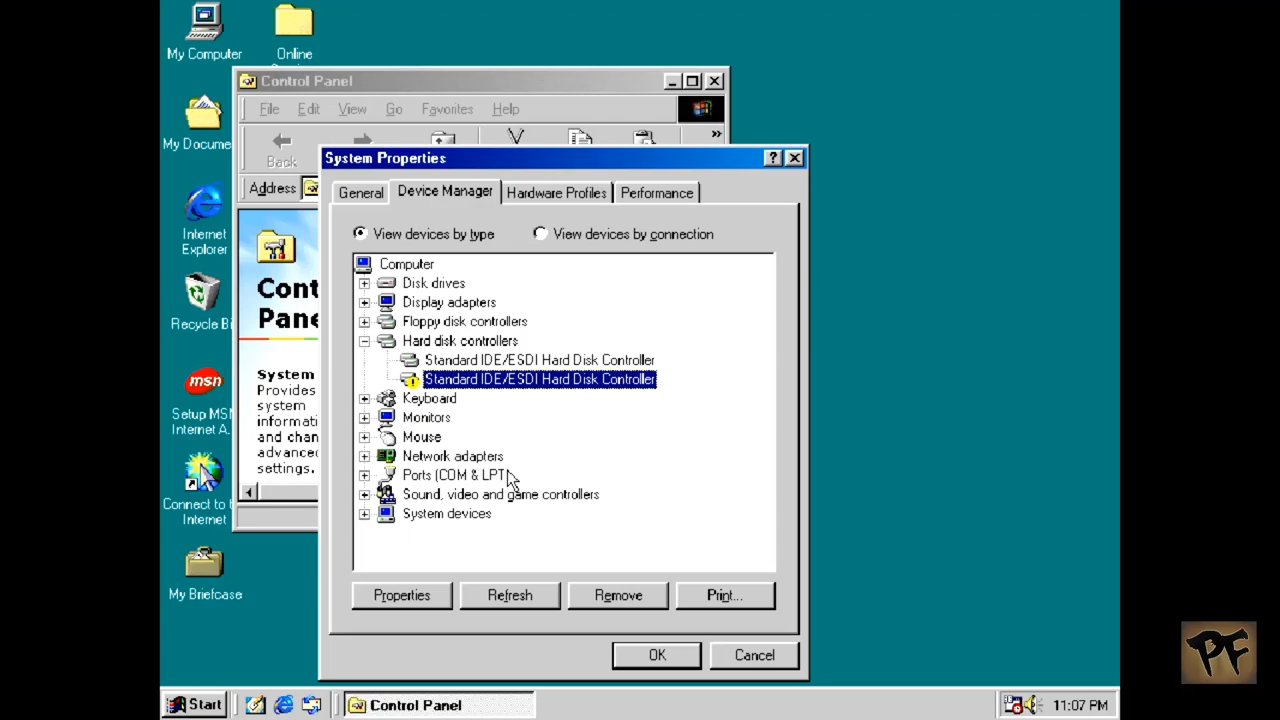 My Computer
Online
Control Panel
File Edit View Go Favorites Help
My Docume
Back
»
System Properties
Address
General Device Manager Hardware Profiles Performance
View devices by type View devices by connection
Internet
Explorer
Computer
Disk drives
Display adapters
Floppy disk controllers
Hard disk controllers
Standard IDE/ESDI Hard Disk Controller
Standard IDE/ESDI Hard Disk Controller
Keyboard
Monitors
Mouse
Network adapters
Ports (COM & LPT)
Sound, video and game controllers
System devices
Cont
Pane
Recycle Bi
System
Provides
system
informati
and chan
advanced
settings.
msn
Setup MSN
Internet A..
Connect to t
Internet
My Briefcase
Properties Refresh Remove Print...
OK Cancel
PF
Start Control Panel 11:07 PM